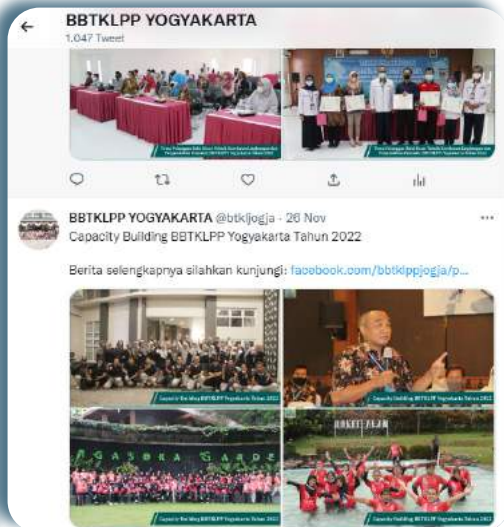 BBTKLPP YOGYAKARTA
1.047 Tweet
BBTKLPP YOGYAKARTA @btkljogja · 26 Nov
Capacity Building BBTKLPP Yogyakarta Tahun 2022
Berita selengkapnya silahkan kunjungi: facebook.com/bbtklppjogja/p...
Capacity Building BBTKLPP Yogyakarta Tahun 2022
Capacity Building BBTKLPP Yogyakarta Tahun 2022
GASOKA GARDE
Capacity Building BBTKLPP Yogyakarta Tahun 2022
Capacity Building BBTKLPP Yogyakarta Tahun 2022